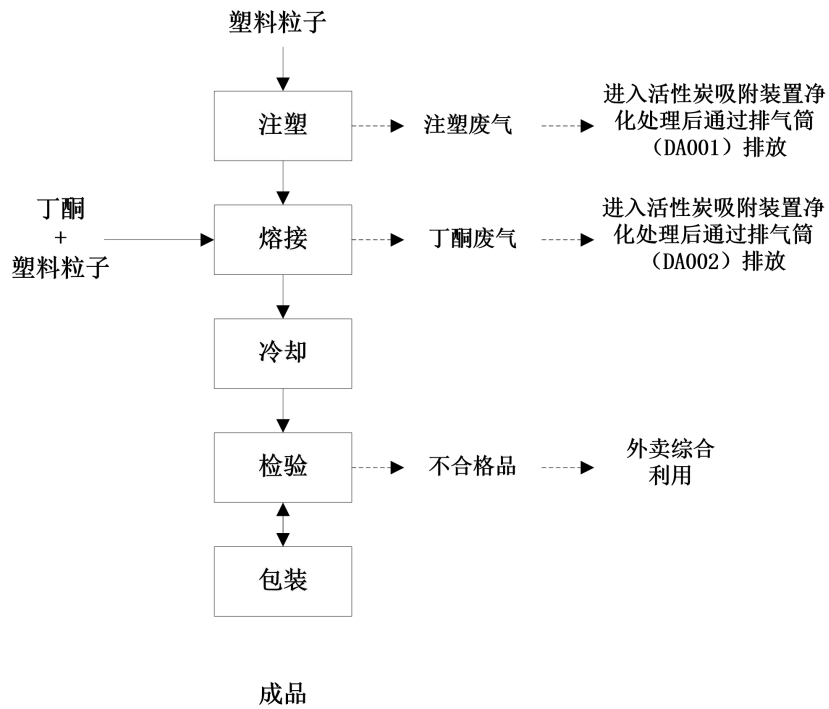 塑料粒子
注塑
注塑废气
进入活性炭吸附装置净
化处理后通过排气筒
（DA001）排放
丁酮
+
塑料粒子
熔接
丁酮废气
进入活性炭吸附装置净
化处理后通过排气筒
（DA002）排放
冷却
检验
不合格品
外卖综合
利用
包装
成品